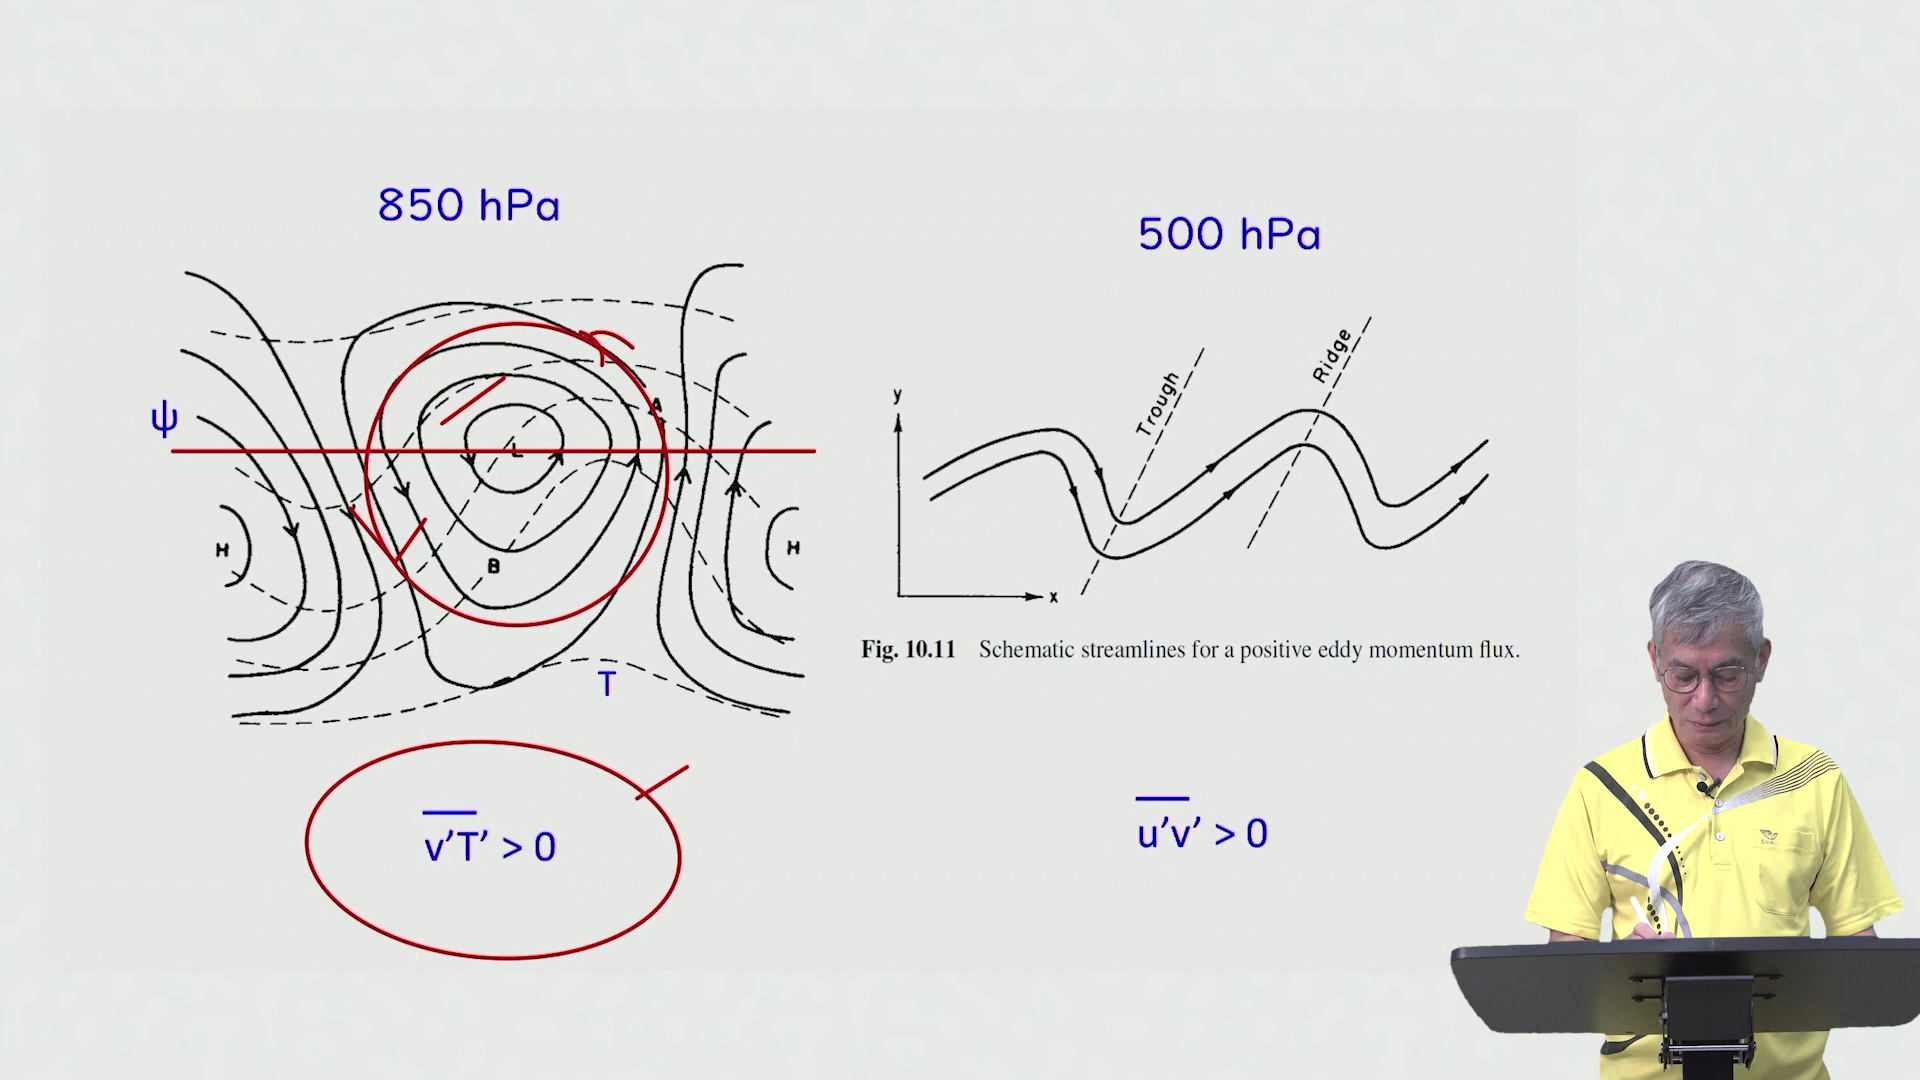 850 hPa
500 hPa
ψ
A
L
H
H
B
T
v’T’ > 0
Trough
Ridge
y
x
Fig. 10.11 Schematic streamlines for a positive eddy momentum flux.
u’v’ > 0